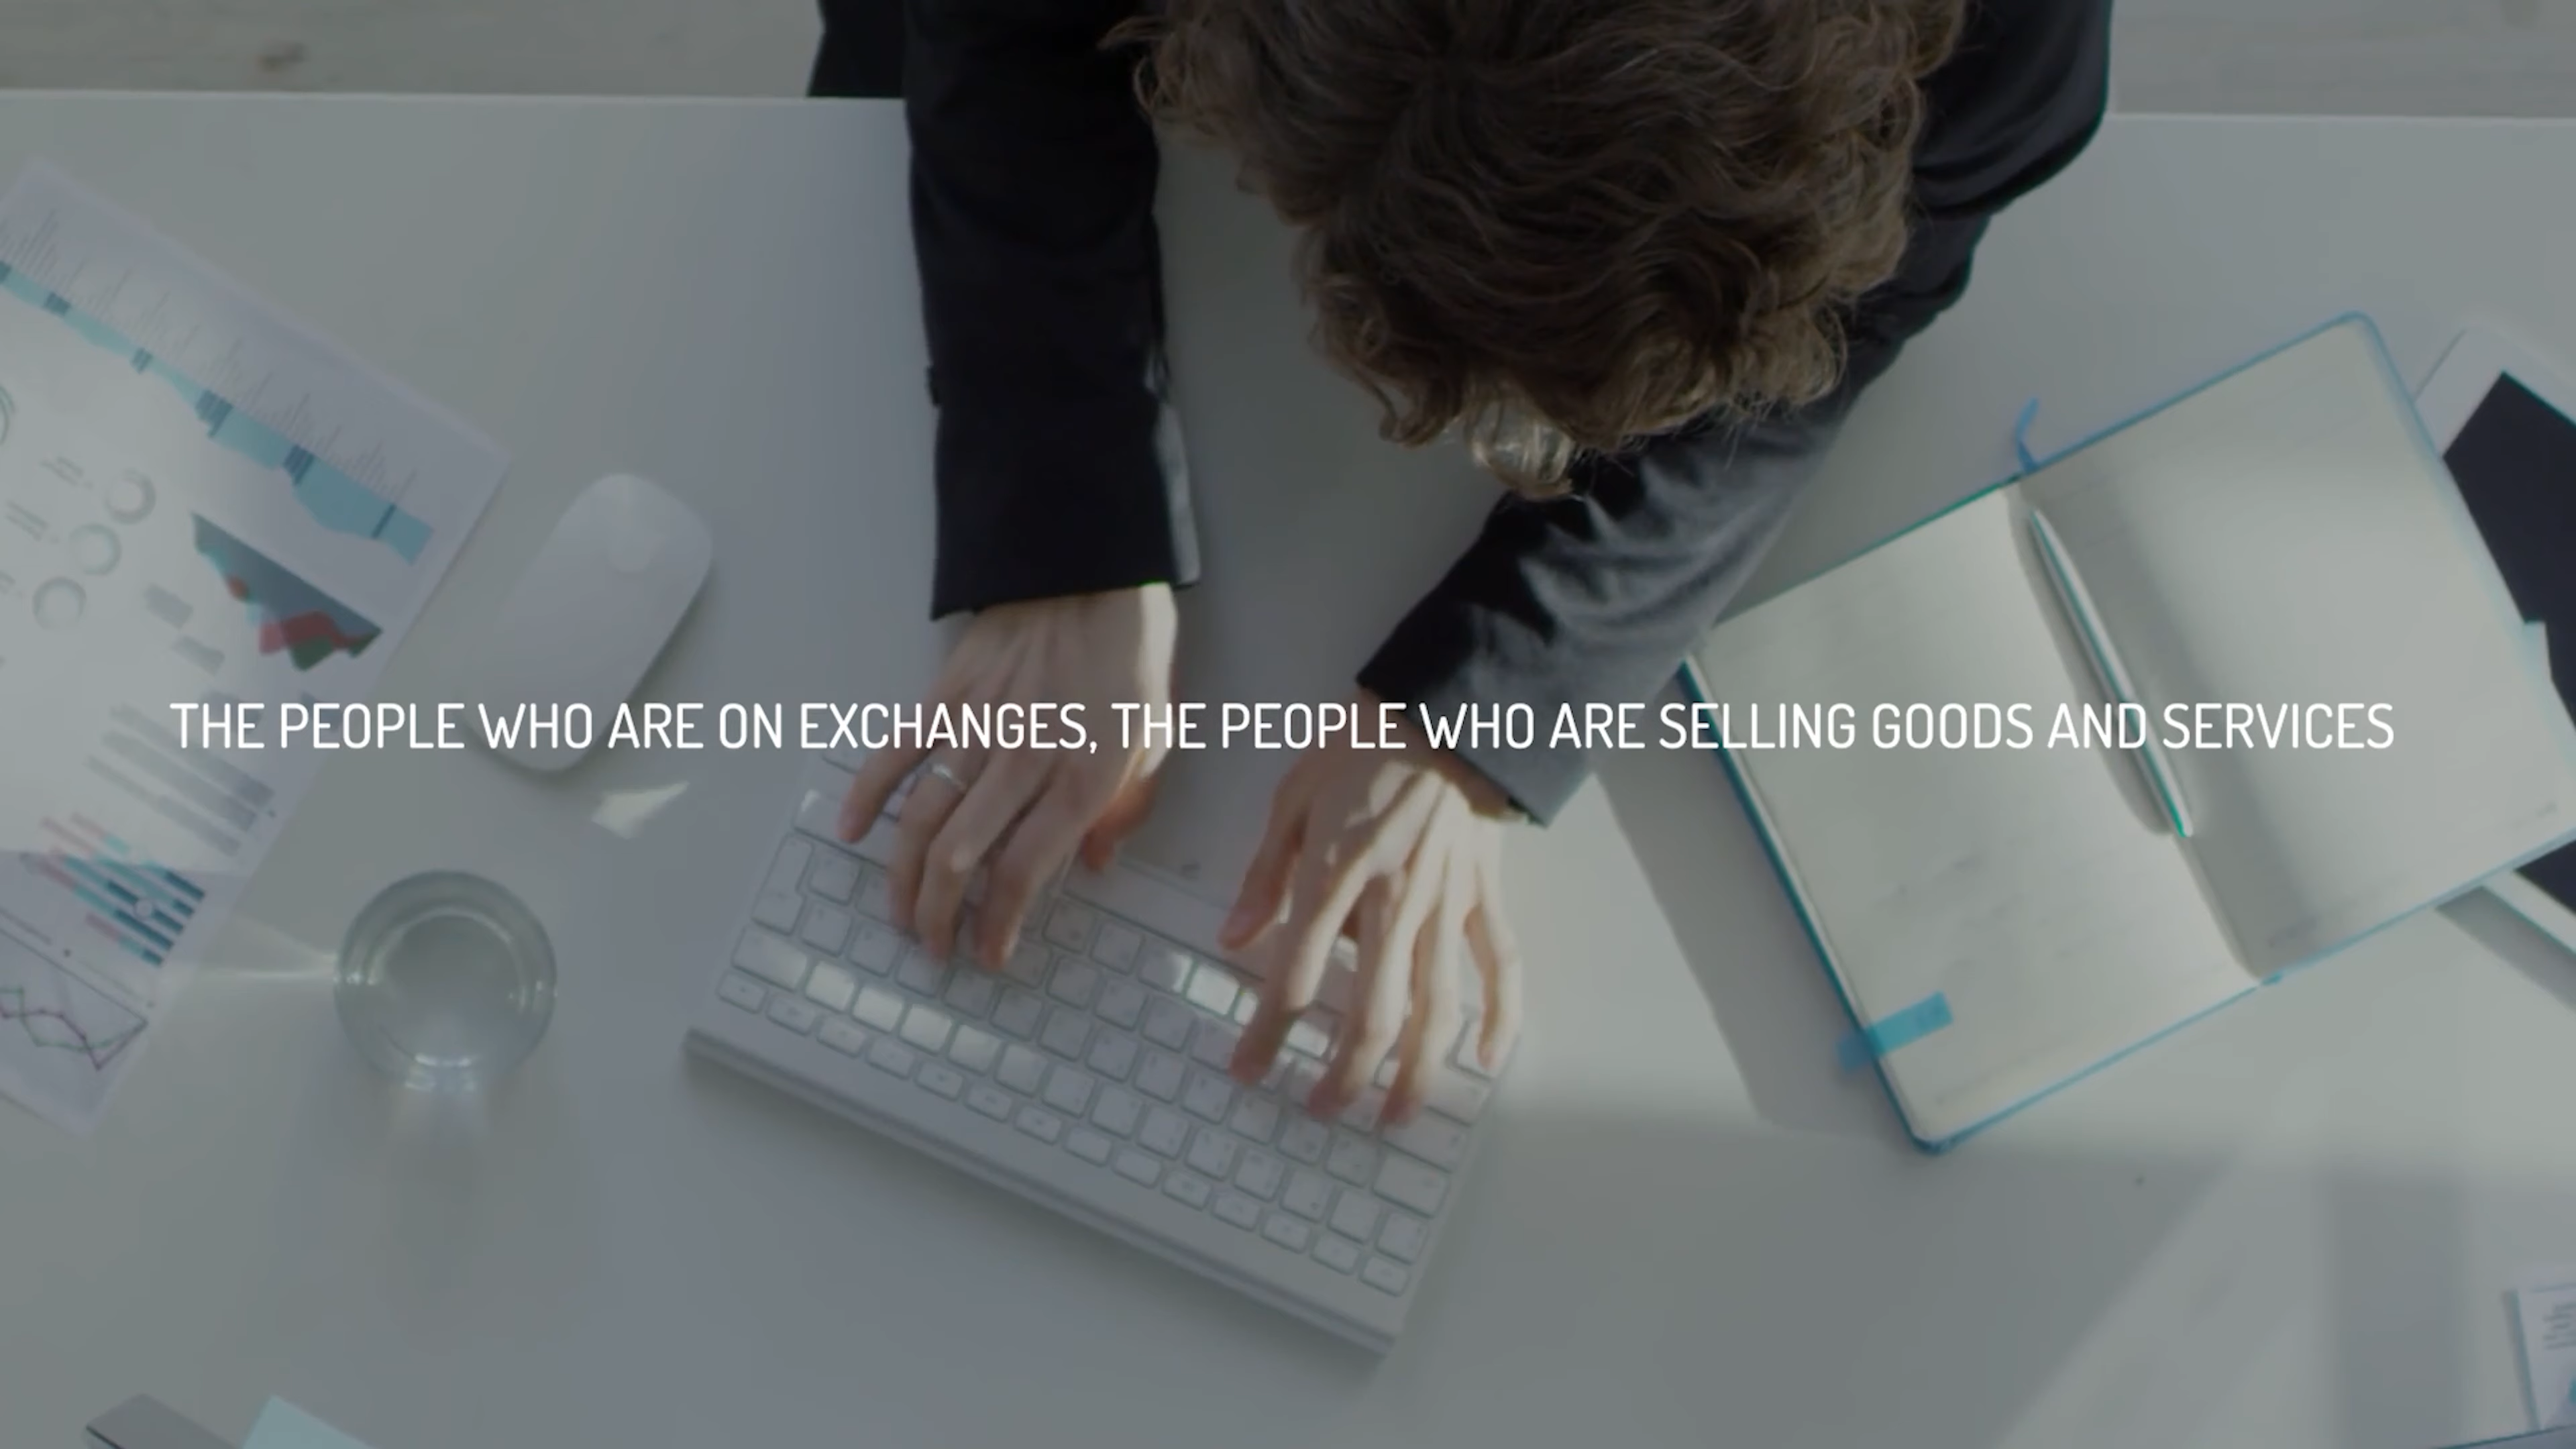 THE PEOPLE WHO ARE ON EXCHANGES, THE PEOPLE WHO ARE SELLING GOODS AND SERVICES